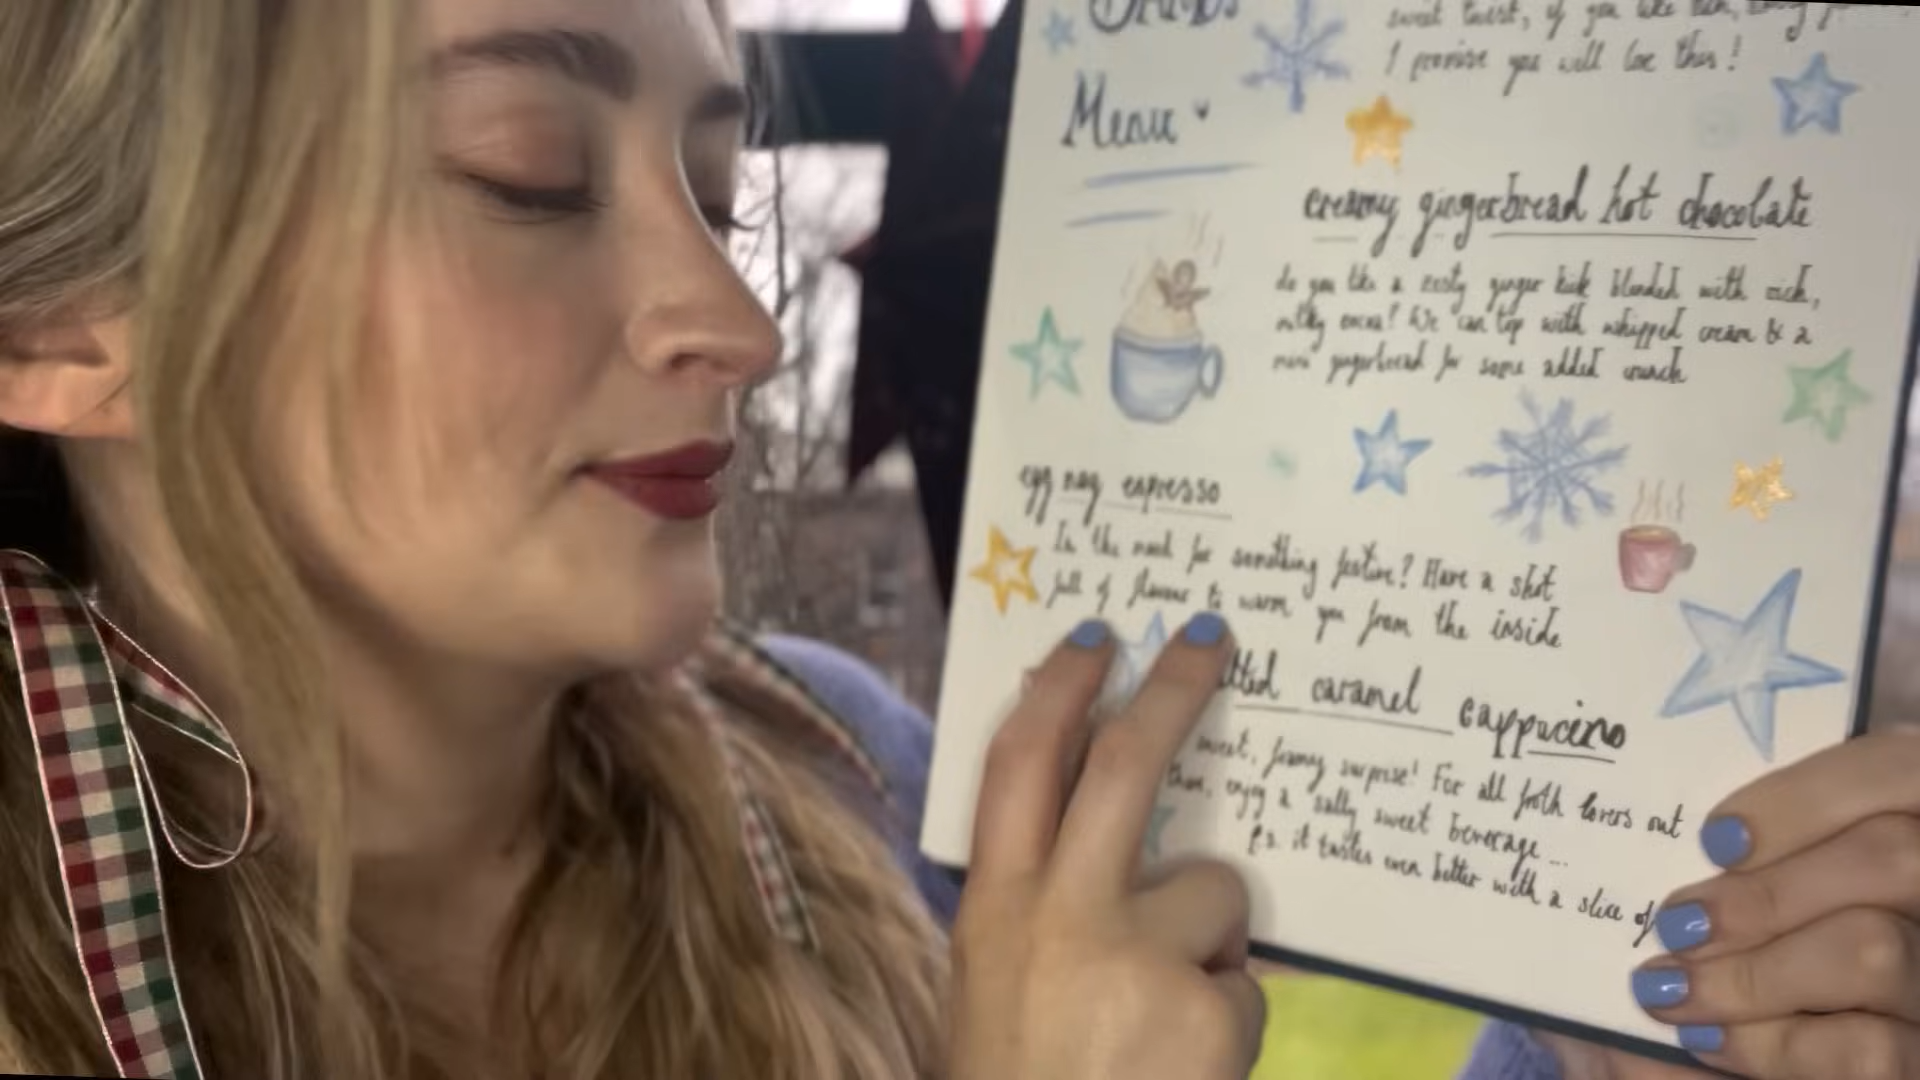 Drinks
Menu
sweet twist, if you like
I promise you will love this!
creamy gingerbread hot chocolate
do you like a zesty ginger kick blended with rich,
milky cocoa? We can top with whipped cream & a
mini gingerbread for some added crunch
egg nog espresso
In the mood for something festive? Have a shot
full of flavour to warm you from the inside
lted caramel cappucino
sweet, foamy surprise! For all froth lovers out
there, enjoy a salty sweet beverage...
P.s. it tastes even better with a slice of